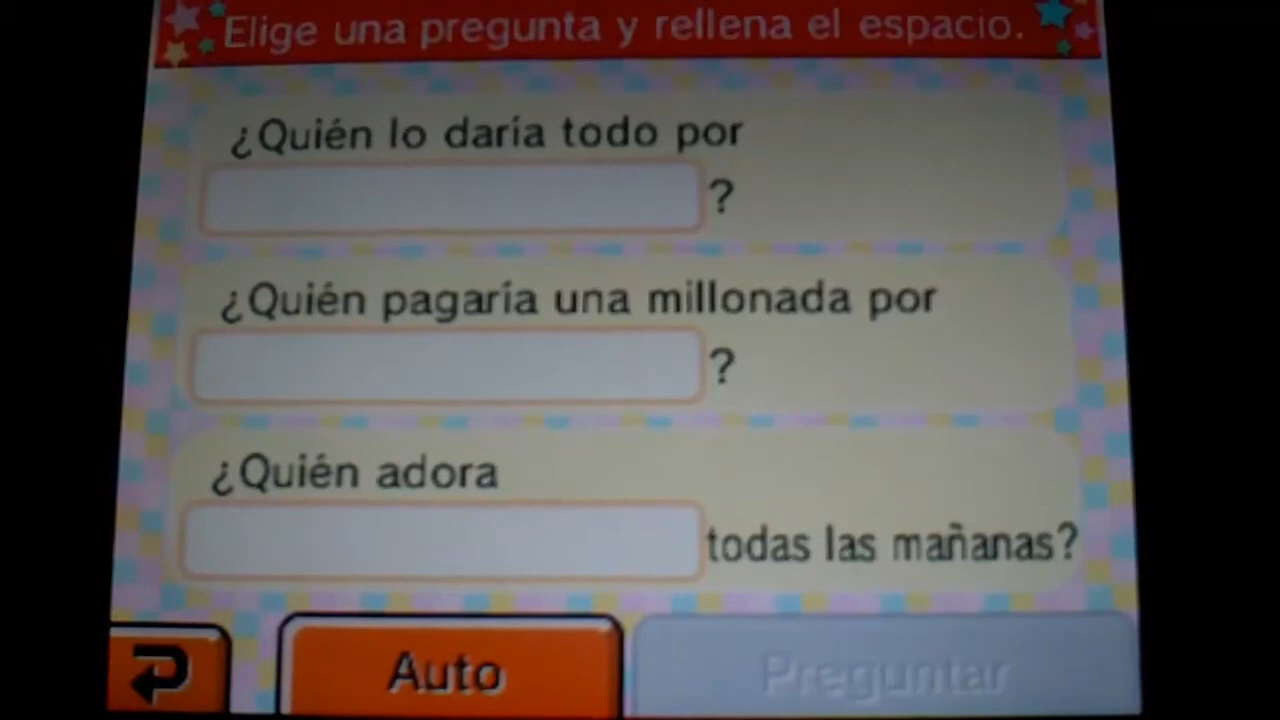 Elige una pregunta y rellena el espacio.
¿Quién lo daría todo por
?
¿Quién pagaría una millonada por
?
¿Quién adora
todas las mañanas?
Auto
Preguntar